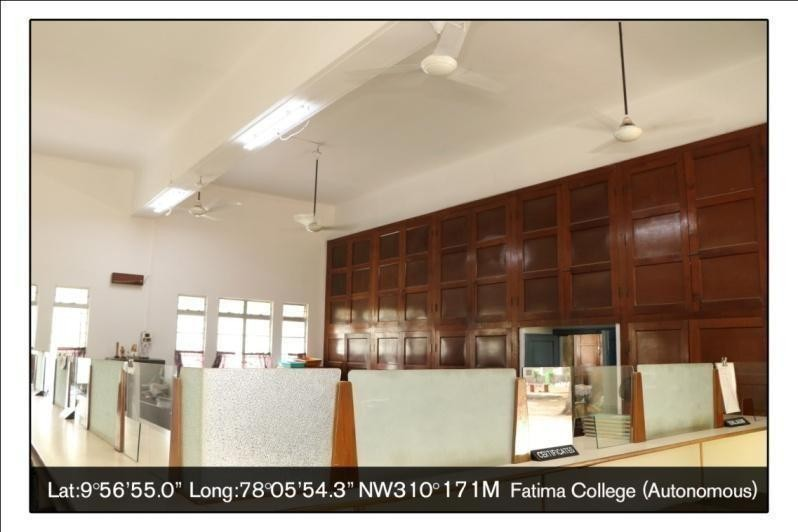 CERTIFICATES
Lat:9°56'55.0" Long:78°05'54.3" NW310°171M Fatima College (Autonomous)